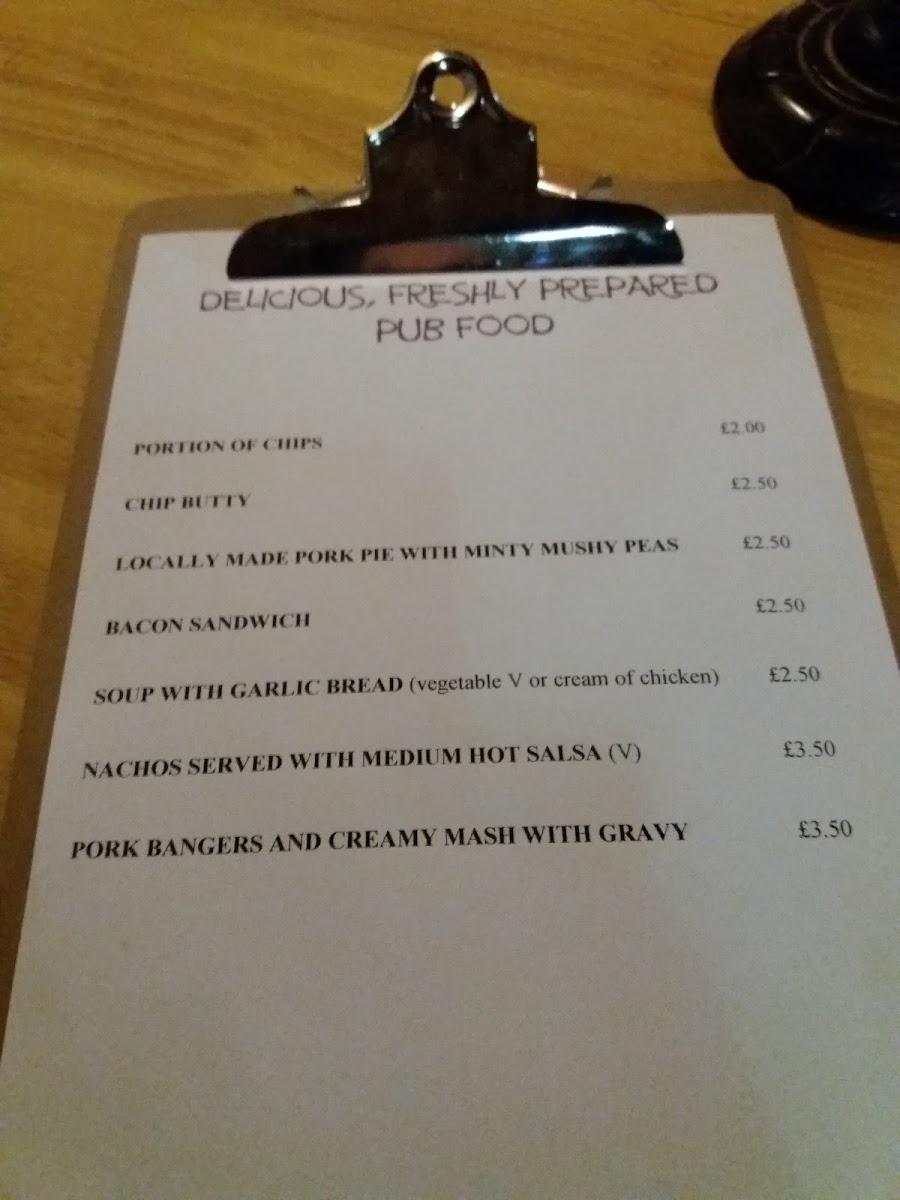 DELICIOUS, FRESHLY PREPARED
PUB FOOD
PORTION OF CHIPS £2.00
CHIP BUTTY £2.50
LOCALLY MADE PORK PIE WITH MINTY MUSHY PEAS £2.50
BACON SANDWICH £2.50
SOUP WITH GARLIC BREAD (vegetable V or cream of chicken) £2.50
NACHOS SERVED WITH MEDIUM HOT SALSA (V) £3.50
PORK BANGERS AND CREAMY MASH WITH GRAVY £3.50